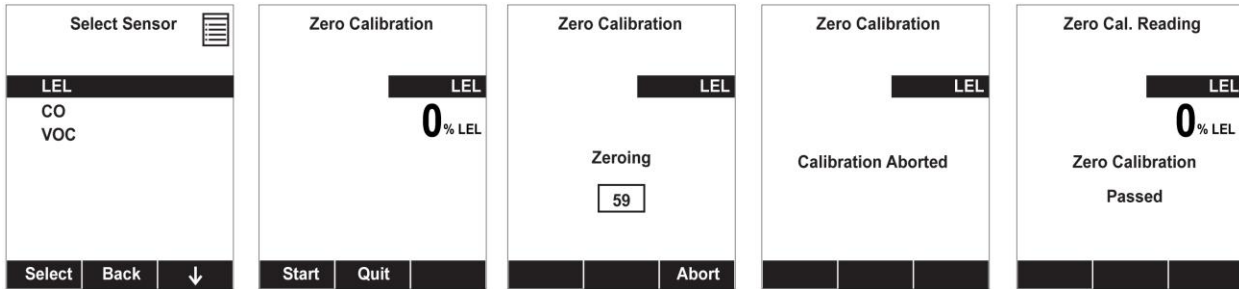 Select Sensor
LEL
CO
VOC
Select Back ↓
Zero Calibration
LEL
0 % LEL
Start Quit
Zero Calibration
LEL
Zeroing
59
Abort
Zero Calibration
LEL
Calibration Aborted
Zero Cal. Reading
LEL
0 % LEL
Zero Calibration
Passed